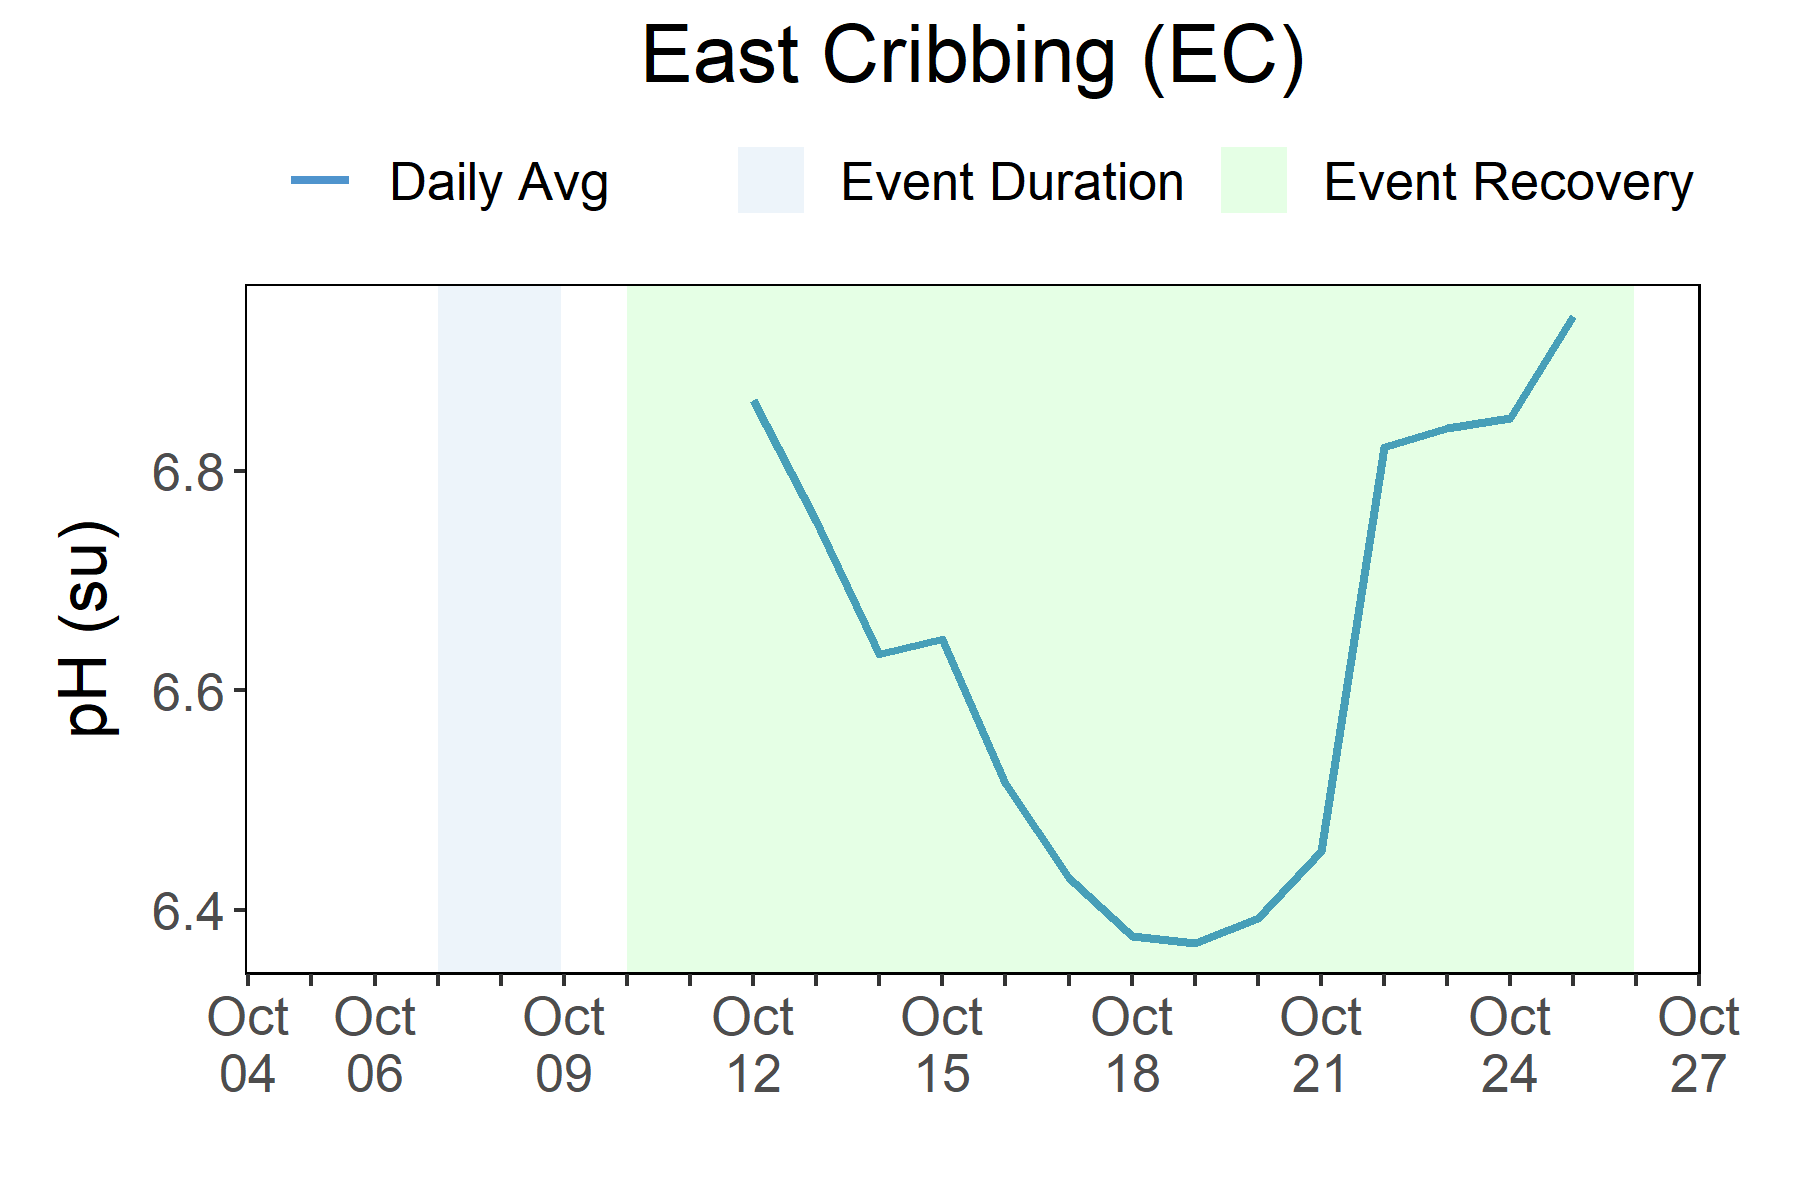 East Cribbing (EC)
Daily Avg Event Duration Event Recovery
pH (su)
6.8
6.6
6.4
Oct Oct Oct Oct Oct Oct Oct Oct Oct
04 06 09 12 15 18 21 24 27